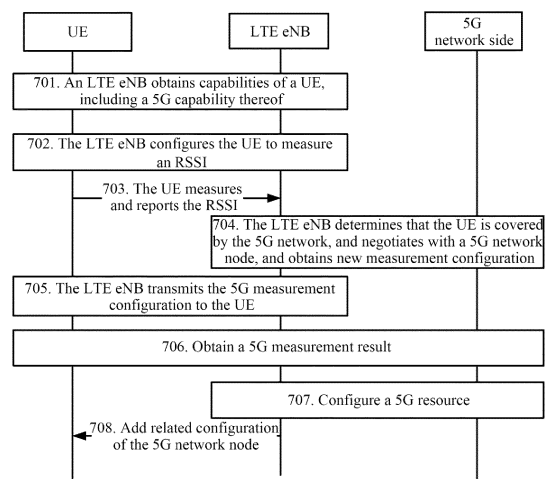 UE
LTE eNB
5G
network side
701. An LTE eNB obtains capabilities of a UE,
including a 5G capability thereof
702. The LTE eNB configures the UE to measure
an RSSI
703. The UE measures
and reports the RSSI
704. The LTE eNB determines that the UE is covered
by the 5G network, and negotiates with a 5G network
node, and obtains new measurement configuration
705. The LTE eNB transmits the 5G measurement
configuration to the UE
706. Obtain a 5G measurement result
707. Configure a 5G resource
708. Add related configuration
of the 5G network node